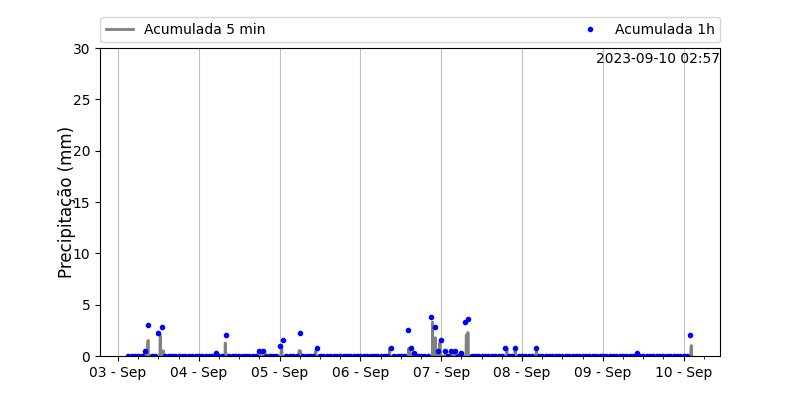 Acumulada 5 min
Acumulada 1h
2023-09-10 02:57
Precipitação (mm)
30
25
20
15
10
5
0
03 - Sep
04 - Sep
05 - Sep
06 - Sep
07 - Sep
08 - Sep
09 - Sep
10 - Sep